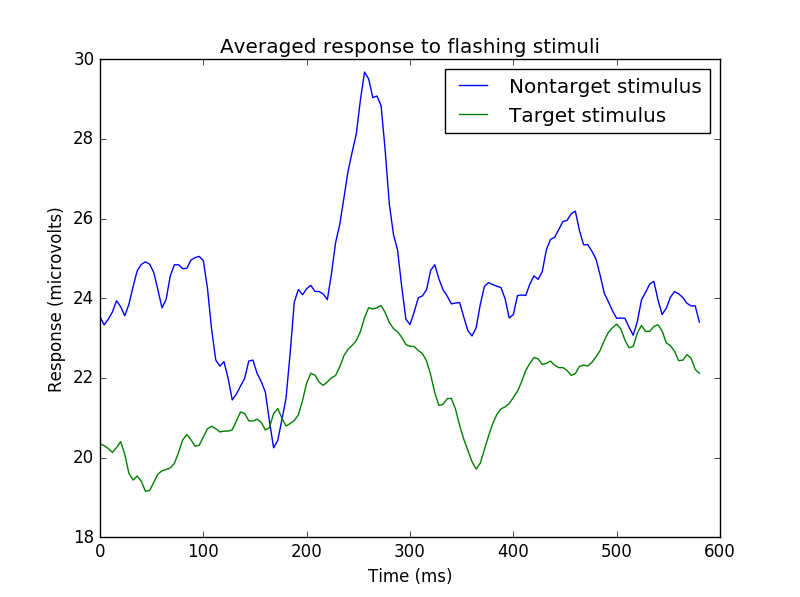 Averaged response to flashing stimuli
Nontarget stimulus
Target stimulus
30
28
26
24
22
20
18
Response (microvolts)
0 100 200 300 400 500 600
Time (ms)